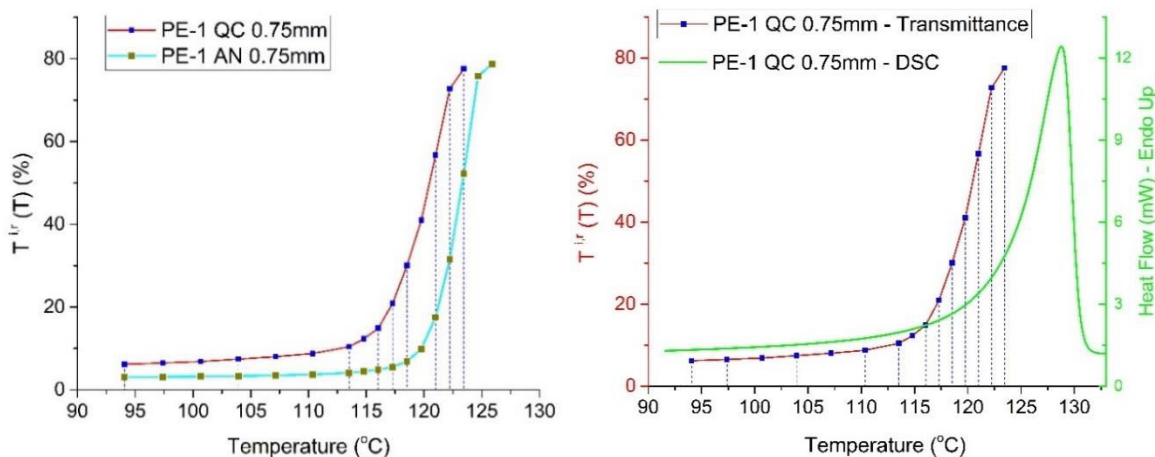 PE-1 QC 0.75mm
PE-1 AN 0.75mm
T i,r (T) (%)
80
60
40
20
0
90 95 100 105 110 115 120 125 130
Temperature (oC)
PE-1 QC 0.75mm - Transmittance
PE-1 QC 0.75mm - DSC
T i,r (T) (%)
80
60
40
20
0
90 95 100 105 110 115 120 125 130
Temperature (oC)
12
9
6
3
0
Heat Flow (mW) - Endo Up